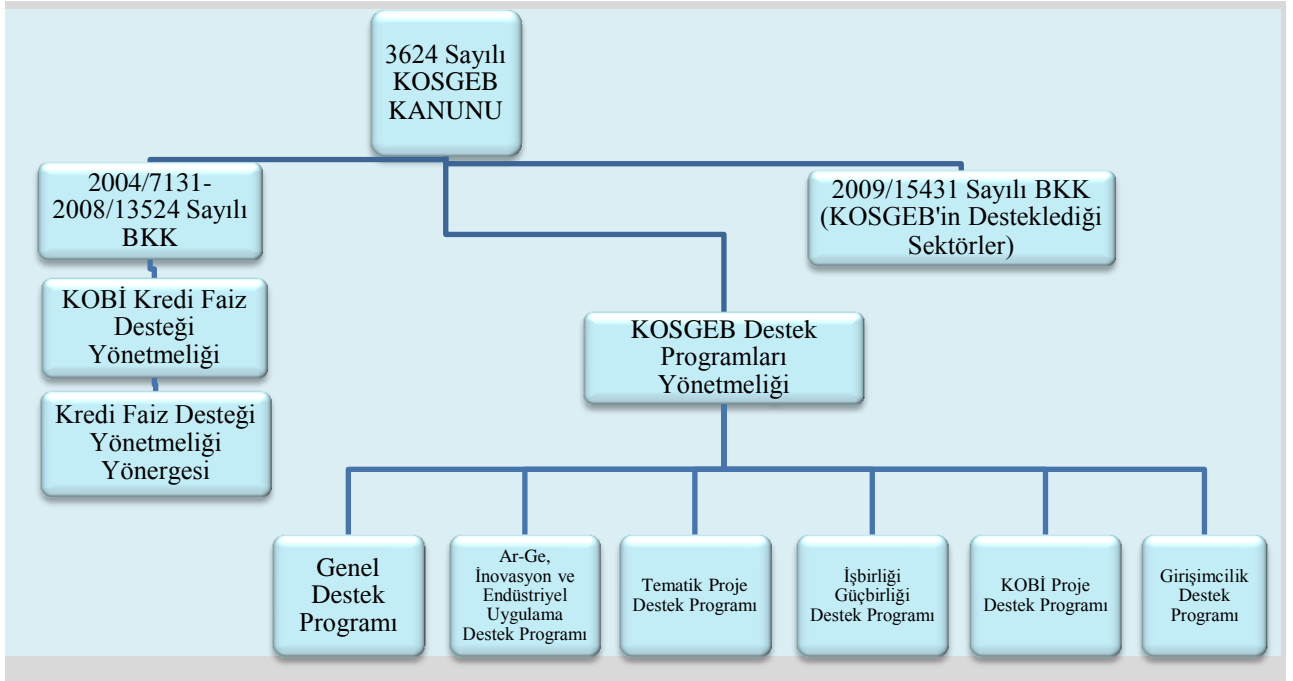 3624 Sayılı
KOSGEB
KANUNU
2004/7131-
2008/13524 Sayılı
BKK
2009/15431 Sayılı BKK
(KOSGEB'in Desteklediği
Sektörler)
KOBİ Kredi Faiz
Desteği
Yönetmeliği
KOSGEB Destek
Programları
Yönetmeliği
Kredi Faiz Desteği
Yönetmeliği
Yönergesi
Genel
Destek
Programı
Ar-Ge,
İnovasyon ve
Endüstriyel
Uygulama
Destek Programı
Tematik Proje
Destek Programı
İşbirliği
Güçbirliği
Destek Programı
KOBİ Proje
Destek Programı
Girişimcilik
Destek
Programı